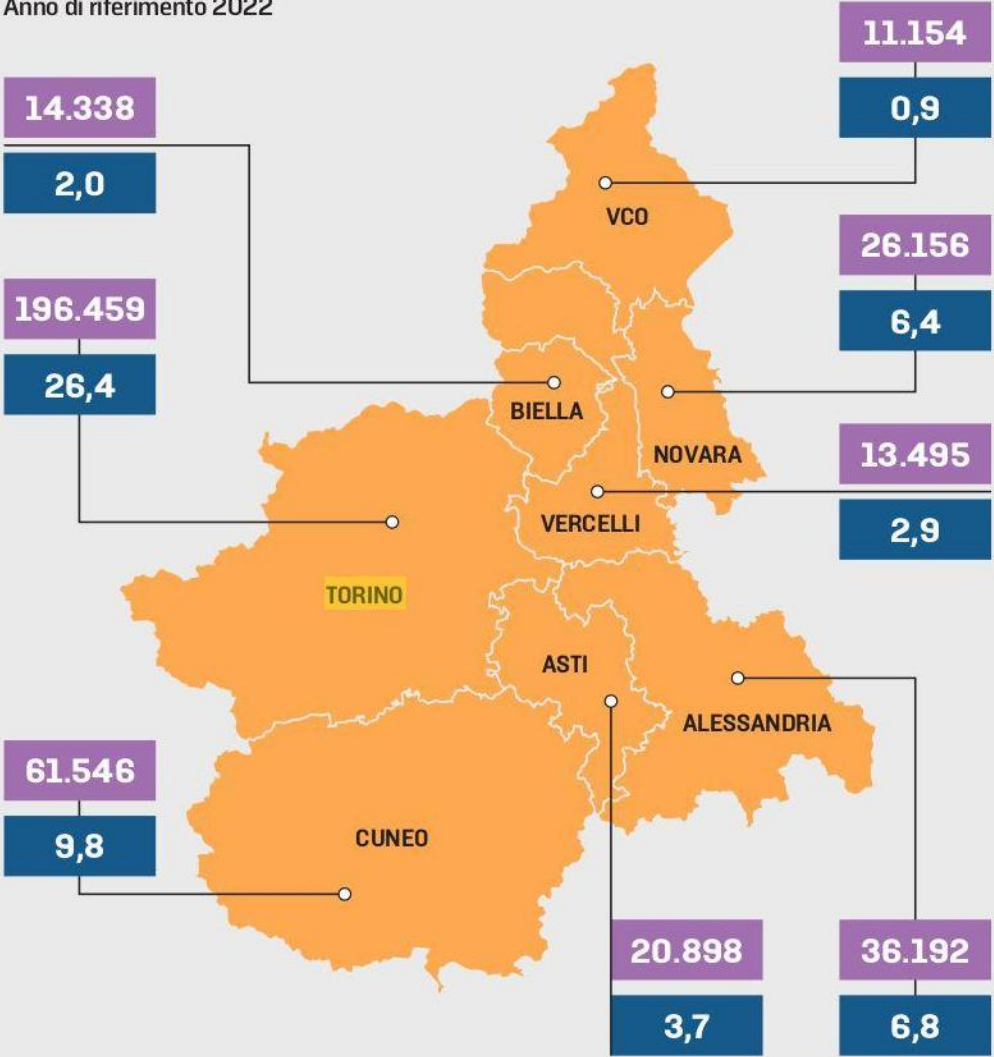 Anno di riferimento 2022
11.154
0,9
14.338
2,0
VCO
26.156
6,4
196.459
26,4
BIELLA
NOVARA
13.495
2,9
VERCELLI
TORINO
ASTI
ALESSANDRIA
61.546
9,8
CUNEO
20.898
3,7
36.192
6,8